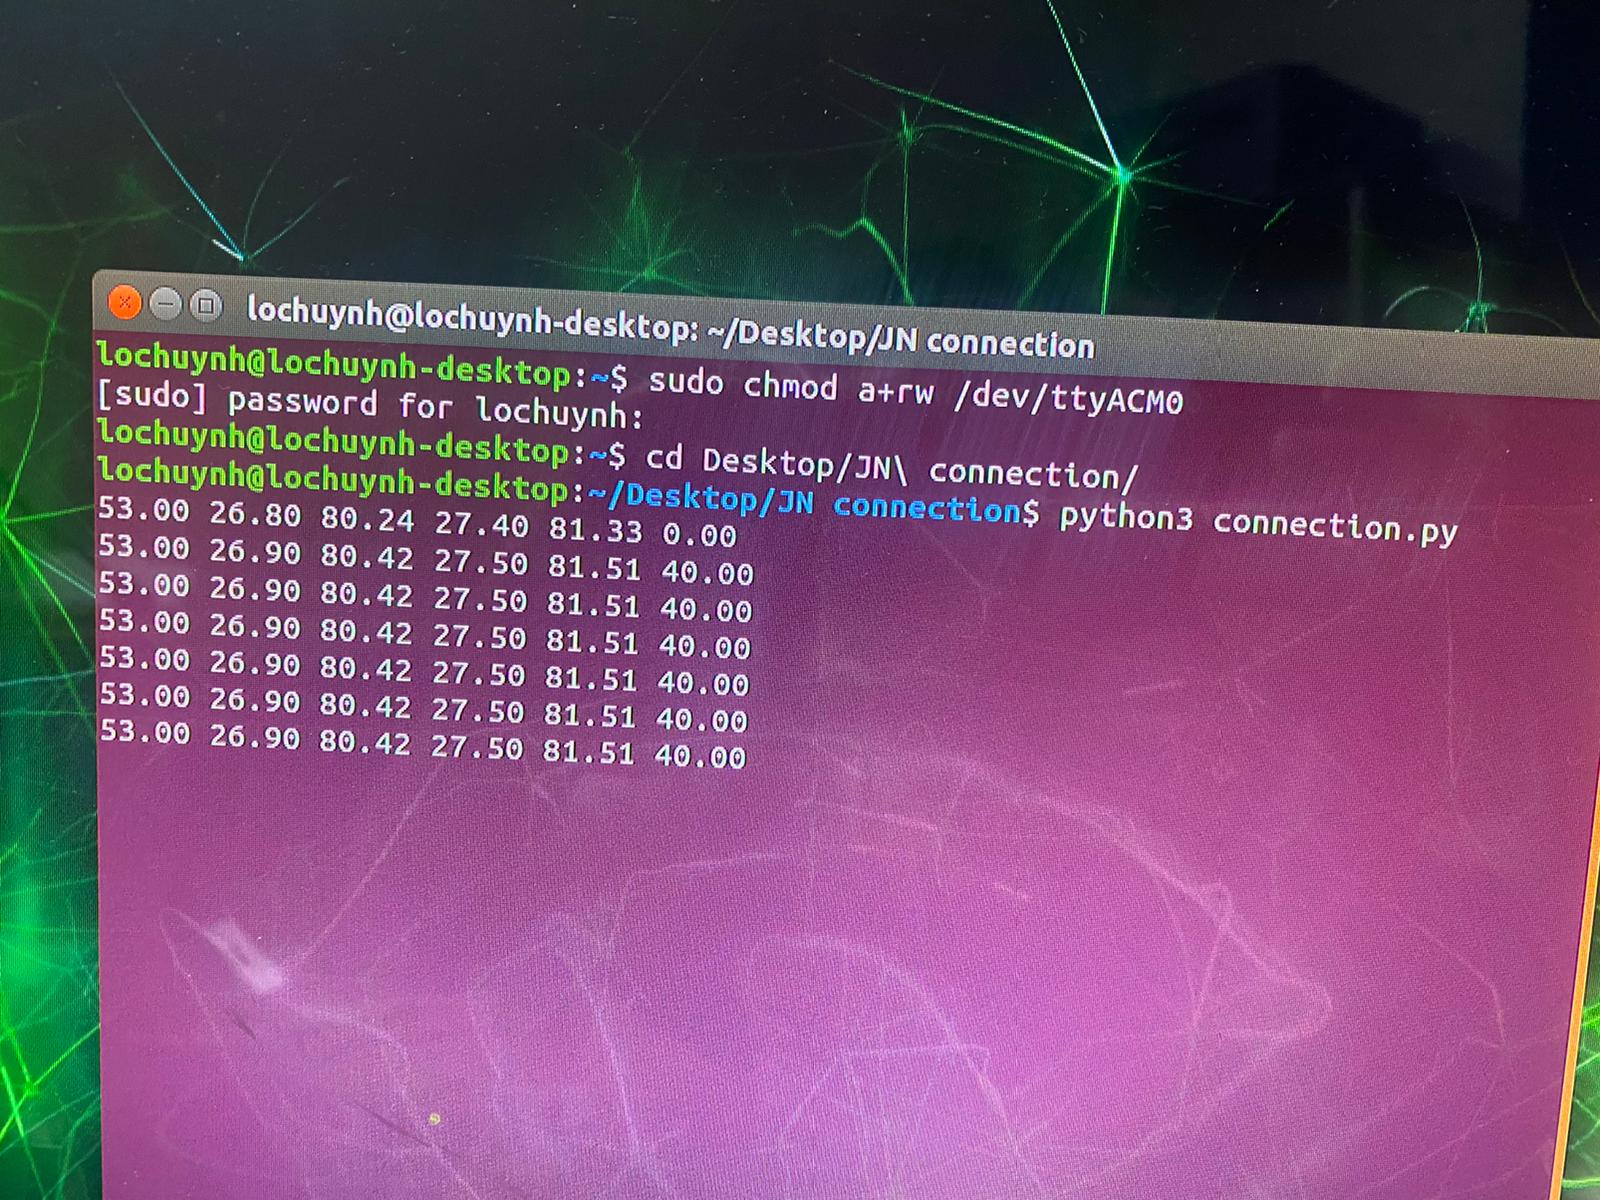 lochuynh@lochuynh-desktop: ~/Desktop/JN connection
lochuynh@lochuynh-desktop:~$ sudo chmod a+rw /dev/ttyACM0
[sudo] password for lochuynh:
lochuynh@lochuynh-desktop:~$ cd Desktop/JN\ connection/
lochuynh@lochuynh-desktop:~/Desktop/JN connection$ python3 connection.py
53.00 26.80 80.24 27.40 81.33 0.00
53.00 26.90 80.42 27.50 81.51 40.00
53.00 26.90 80.42 27.50 81.51 40.00
53.00 26.90 80.42 27.50 81.51 40.00
53.00 26.90 80.42 27.50 81.51 40.00
53.00 26.90 80.42 27.50 81.51 40.00
53.00 26.90 80.42 27.50 81.51 40.00